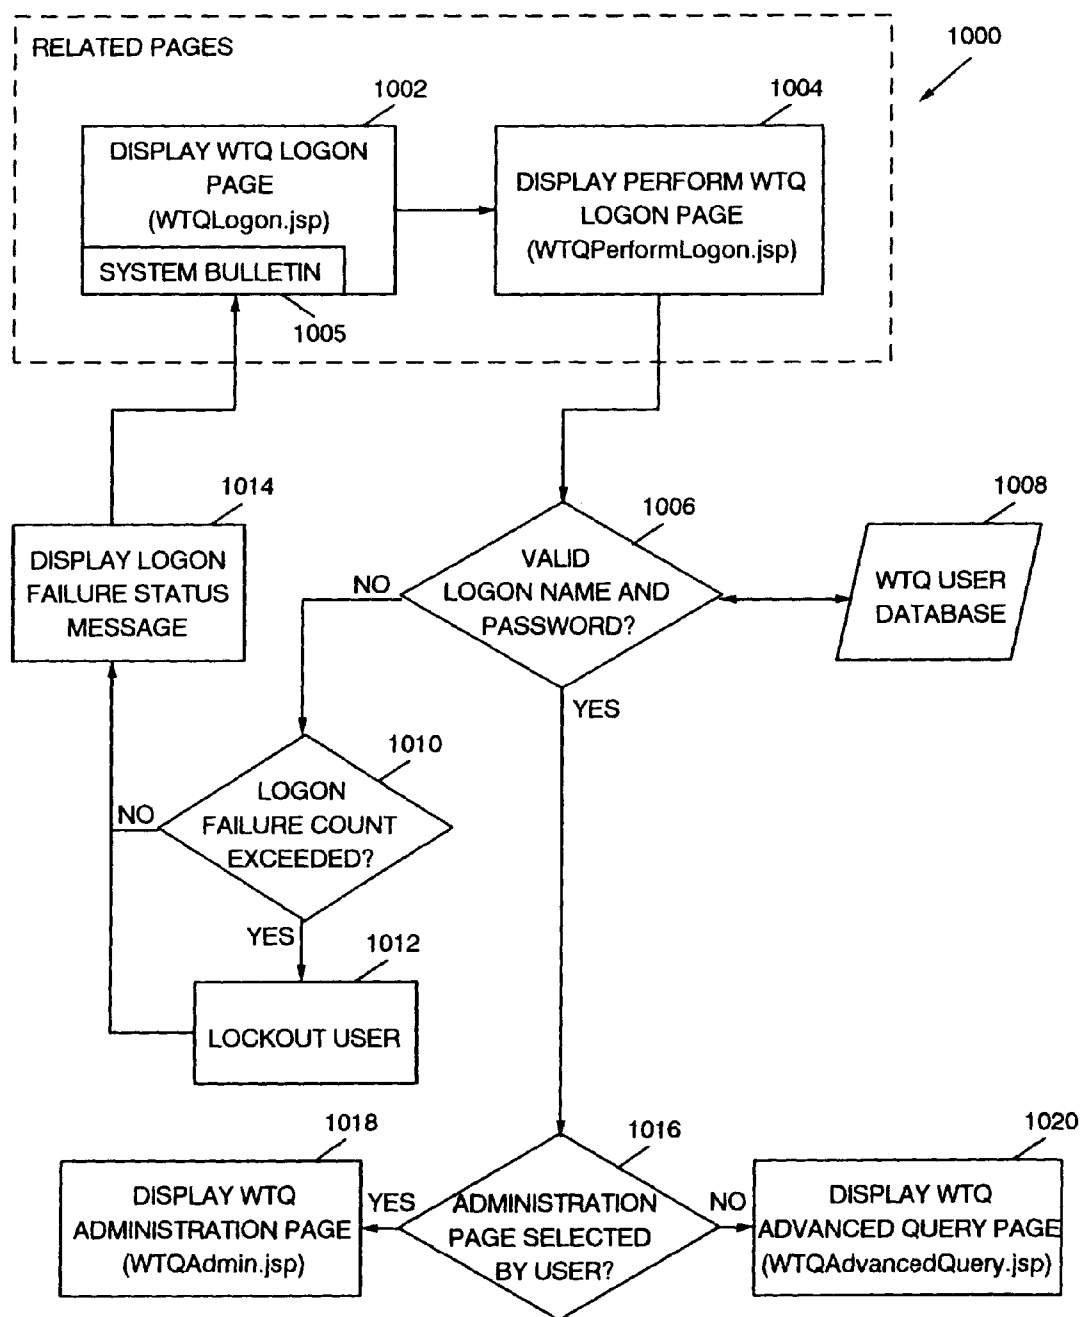 RELATED PAGES
1000
1002
DISPLAY WTQ LOGON
PAGE
(WTQLogon.jsp)
SYSTEM BULLETIN
1005
1004
DISPLAY PERFORM WTQ
LOGON PAGE
(WTQPerformLogon.jsp)
1014
DISPLAY LOGON
FAILURE STATUS
MESSAGE
1006
VALID
LOGON NAME AND
PASSWORD?
NO
YES
1008
WTQ USER
DATABASE
1010
LOGON
FAILURE COUNT
EXCEEDED?
NO
YES
1012
LOCKOUT USER
1018
DISPLAY WTQ
ADMINISTRATION PAGE
(WTQAdmin.jsp)
YES
1016
ADMINISTRATION
PAGE SELECTED
BY USER?
NO
1020
DISPLAY WTQ
ADVANCED QUERY PAGE
(WTQAdvancedQuery.jsp)